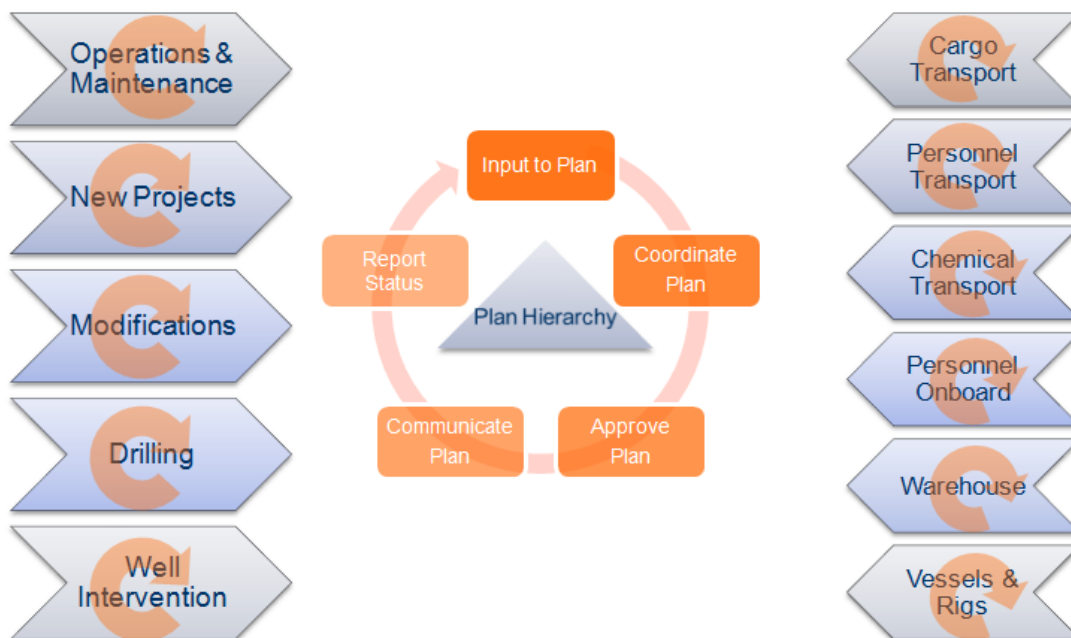 Operations &
Maintenance
New Projects
Modifications
Drilling
Well
Intervention
Input to Plan
Coordinate
Plan
Approve
Plan
Communicate
Plan
Report
Status
Plan Hierarchy
Cargo
Transport
Personnel
Transport
Chemical
Transport
Personnel
Onboard
Warehouse
Vessels &
Rigs